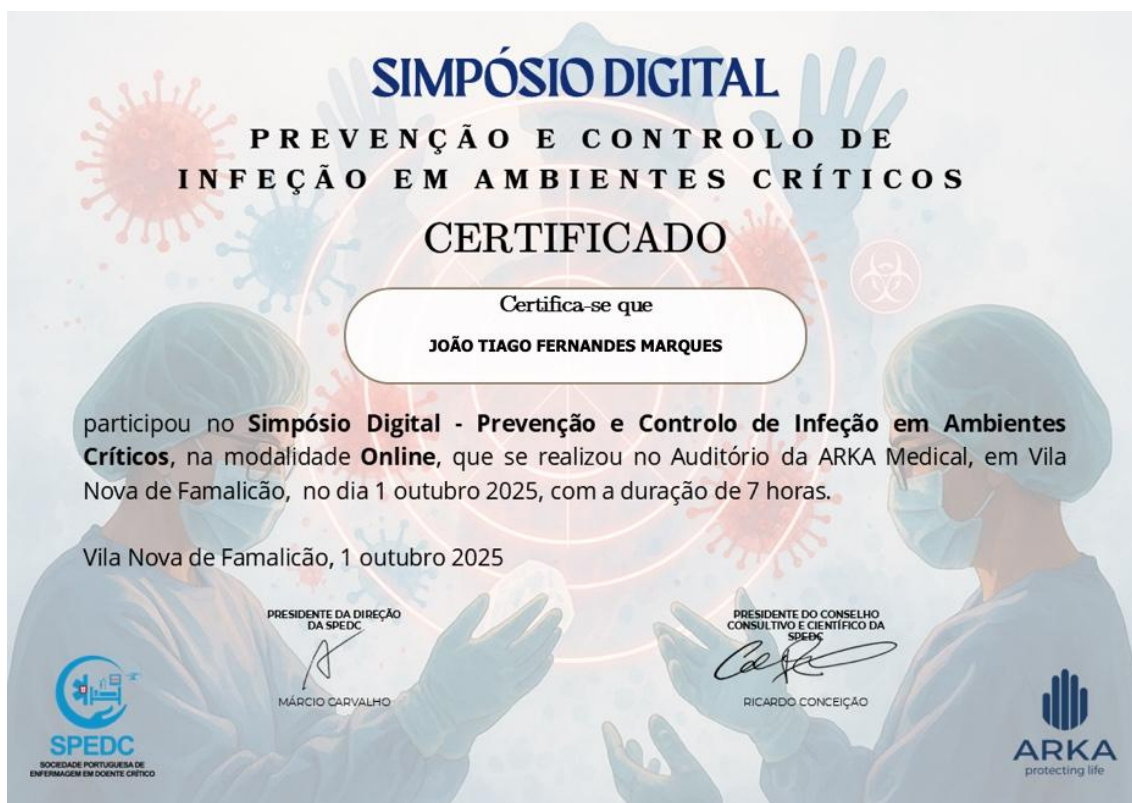 SIMPÓSIO DIGITAL
PREVENÇÃO E CONTROLO DE
INFEÇÃO EM AMBIENTES CRÍTICOS
CERTIFICADO
Certifica-se que
JOÃO TIAGO FERNANDES MARQUES
participou no Simpósio Digital - Prevenção e Controlo de Infeção em Ambientes
Críticos, na modalidade Online, que se realizou no Auditório da ARKA Medical, em Vila
Nova de Famalicão, no dia 1 outubro 2025, com a duração de 7 horas.
Vila Nova de Famalicão, 1 outubro 2025
PRESIDENTE DA DIREÇÃO
DA SPEDC
MÁRCIO CARVALHO
PRESIDENTE DO CONSELHO
CONSULTIVO E CIENTÍFICO DA
SPEDC
RICARDO CONCEIÇÃO
SPEDC
SOCIEDADE PORTUGUESA DE
ENFERMAGEM EM DOENTE CRÍTICO
ARKA
protecting life